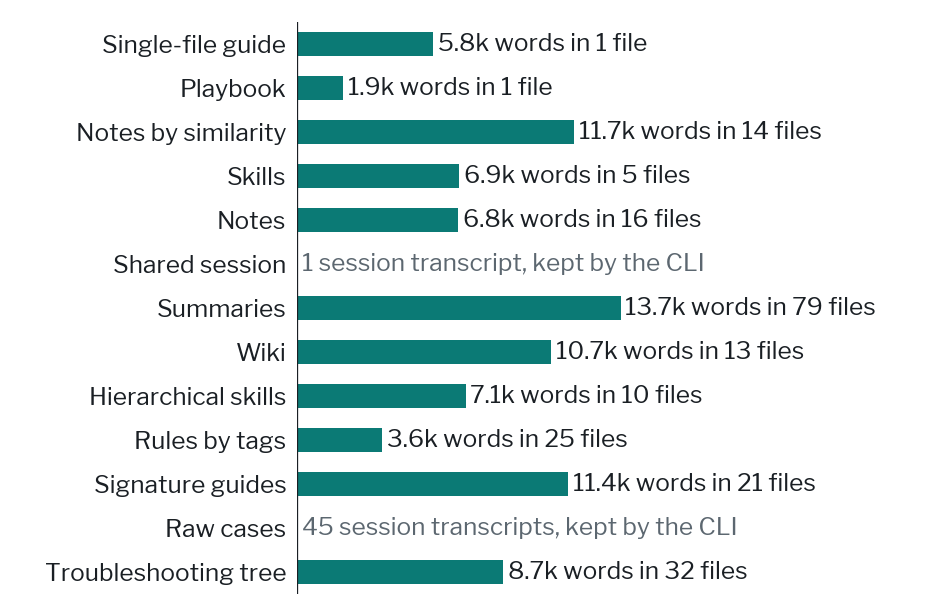 Single-file guide 5.8k words in 1 file
Playbook 1.9k words in 1 file
Notes by similarity 11.7k words in 14 files
Skills 6.9k words in 5 files
Notes 6.8k words in 16 files
Shared session 1 session transcript, kept by the CLI
Summaries 13.7k words in 79 files
Wiki 10.7k words in 13 files
Hierarchical skills 7.1k words in 10 files
Rules by tags 3.6k words in 25 files
Signature guides 11.4k words in 21 files
Raw cases 45 session transcripts, kept by the CLI
Troubleshooting tree 8.7k words in 32 files